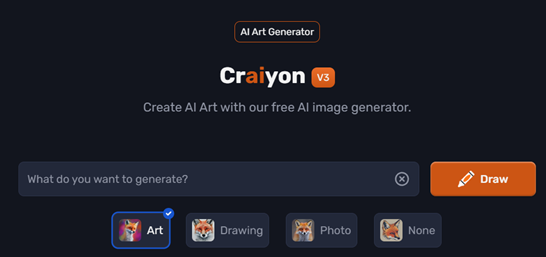 AI Art Generator
Craiyon V3
Create AI Art with our free AI image generator.
What do you want to generate? Draw
Art Drawing Photo None